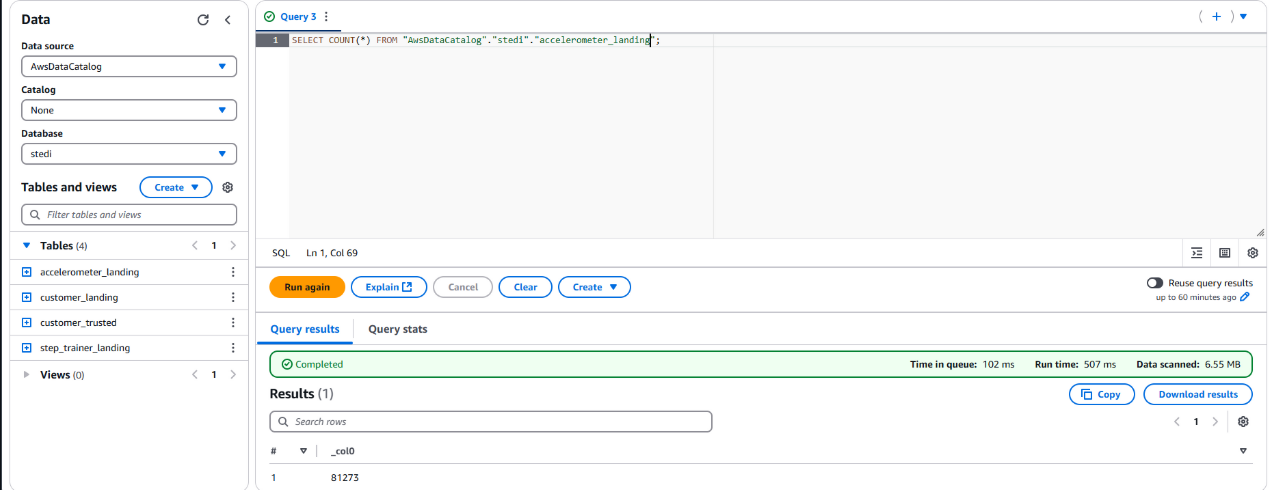 Data
Data source
AwsDataCatalog
Catalog
None
Database
stedi
Tables and views
Create
Filter tables and views
Tables (4)
1
accelerometer_landing
customer_landing
customer_trusted
step_trainer_landing
Views (0)
1
Query 3
1 SELECT COUNT(*) FROM "AwsDataCatalog"."stedi"."accelerometer_landing";
SQL Ln 1, Col 69
Run again Explain Cancel Clear Create
Reuse query results
up to 60 minutes ago
Query results Query stats
Completed Time in queue: 102 ms Run time: 507 ms Data scanned: 6.55 MB
Results (1) Copy Download results
Search rows 1
# _col0
1 81273